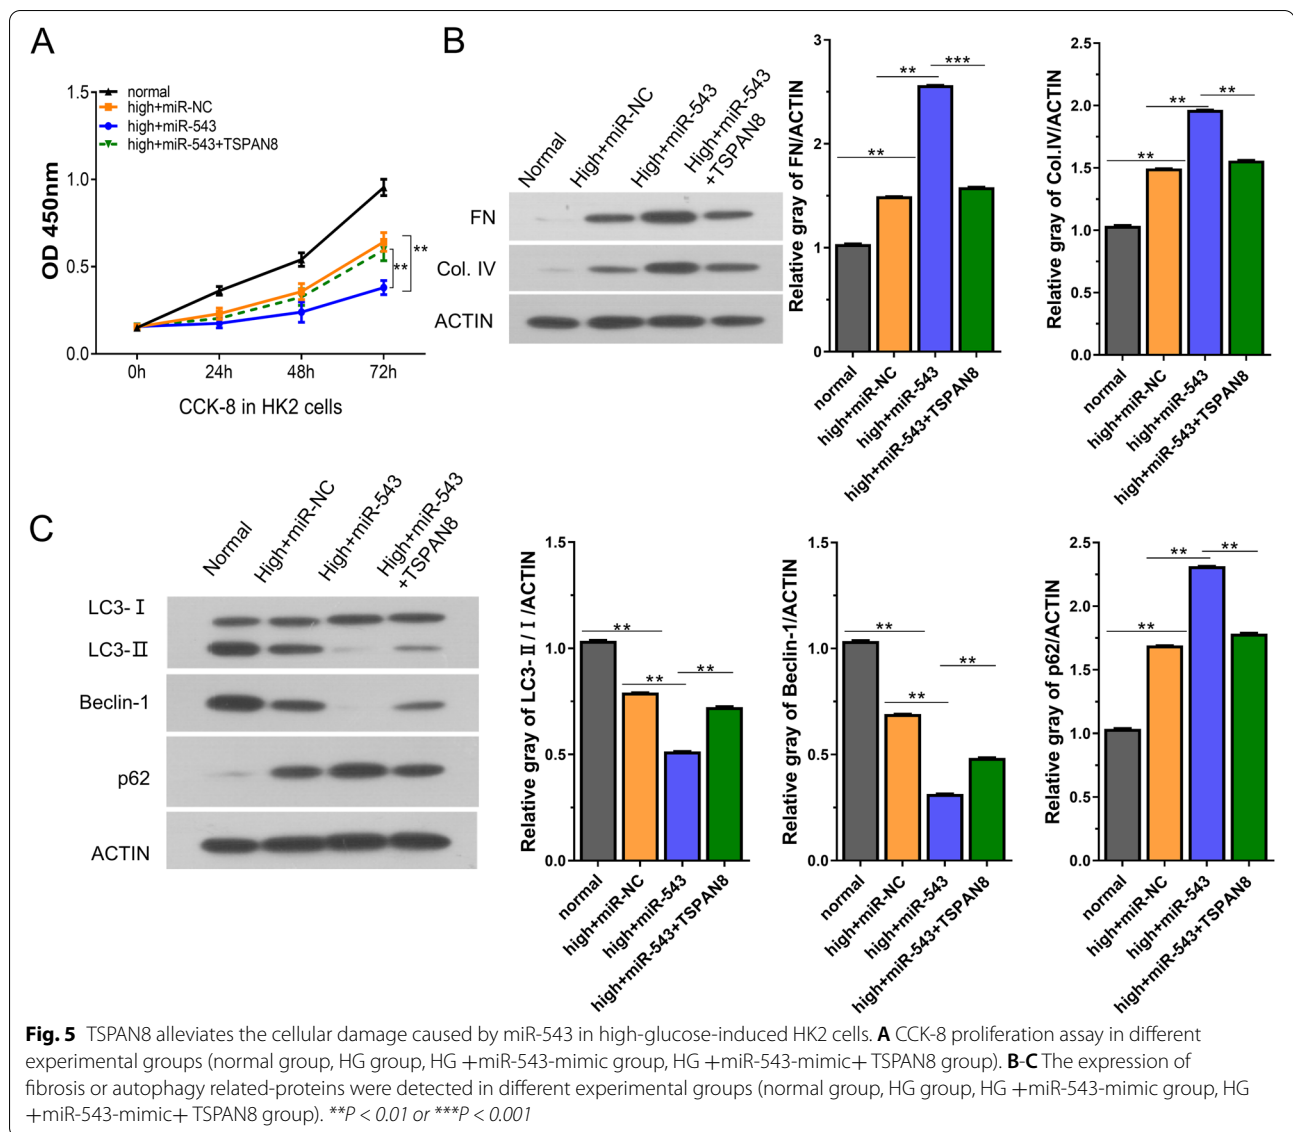 A
normal
high+miR-NC
high+miR-543
high+miR-543+TSPAN8
OD 450nm
1.5
1.0
0.5
0.0
**
**
0h 24h 48h 72h
CCK-8 in HK2 cells
B
Normal
High+miR-NC
High+miR-543
High+miR-543
+TSPAN8
FN
Col. IV
ACTIN
Relative gray of FN/ACTIN
3
2
1
0
**
**
***
normal
high+miR-NC
high+miR-543
high+miR-543+TSPAN8
Relative gray of Col.IV/ACTIN
2.5
2.0
1.5
1.0
0.5
0.0
**
**
**
normal
high+miR-NC
high+miR-543
high+miR-543+TSPAN8
C
Normal
High+miR-NC
High+miR-543
High+miR-543
+TSPAN8
LC3-Ⅰ
LC3-Ⅱ
Beclin-1
p62
ACTIN
Relative gray of LC3-Ⅱ/Ⅰ/ACTIN
1.5
1.0
0.5
0.0
**
**
**
normal
high+miR-NC
high+miR-543
high+miR-543+TSPAN8
Relative gray of Beclin-1/ACTIN
1.5
1.0
0.5
0.0
**
**
**
normal
high+miR-NC
high+miR-543
high+miR-543+TSPAN8
Relative gray of p62/ACTIN
2.5
2.0
1.5
1.0
0.5
0.0
**
**
**
normal
high+miR-NC
high+miR-543
high+miR-543+TSPAN8
Fig. 5 TSPAN8 alleviates the cellular damage caused by miR-543 in high-glucose-induced HK2 cells. A CCK-8 proliferation assay in different
experimental groups (normal group, HG group, HG +miR-543-mimic group, HG +miR-543-mimic+ TSPAN8 group). B-C The expression of
fibrosis or autophagy related-proteins were detected in different experimental groups (normal group, HG group, HG +miR-543-mimic group, HG
+miR-543-mimic+ TSPAN8 group). **P < 0.01 or ***P < 0.001